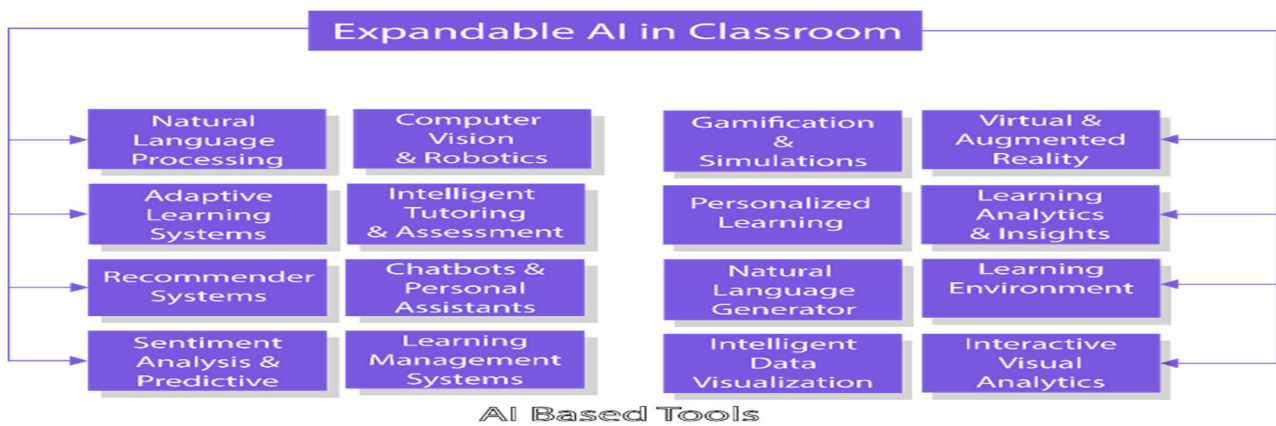 Expandable AI in Classroom
Natural
Language
Processing
Computer
Vision
& Robotics
Gamification
&
Simulations
Virtual &
Augmented
Reality
Adaptive
Learning
Systems
Intelligent
Tutoring
& Assessment
Personalized
Learning
Learning
Analytics
& Insights
Recommender
Systems
Chatbots &
Personal
Assistants
Natural
Language
Generator
Learning
Environment
Sentiment
Analysis &
Predictive
Learning
Management
Systems
Intelligent
Data
Visualization
Interactive
Visual
Analytics
AI Based Tools